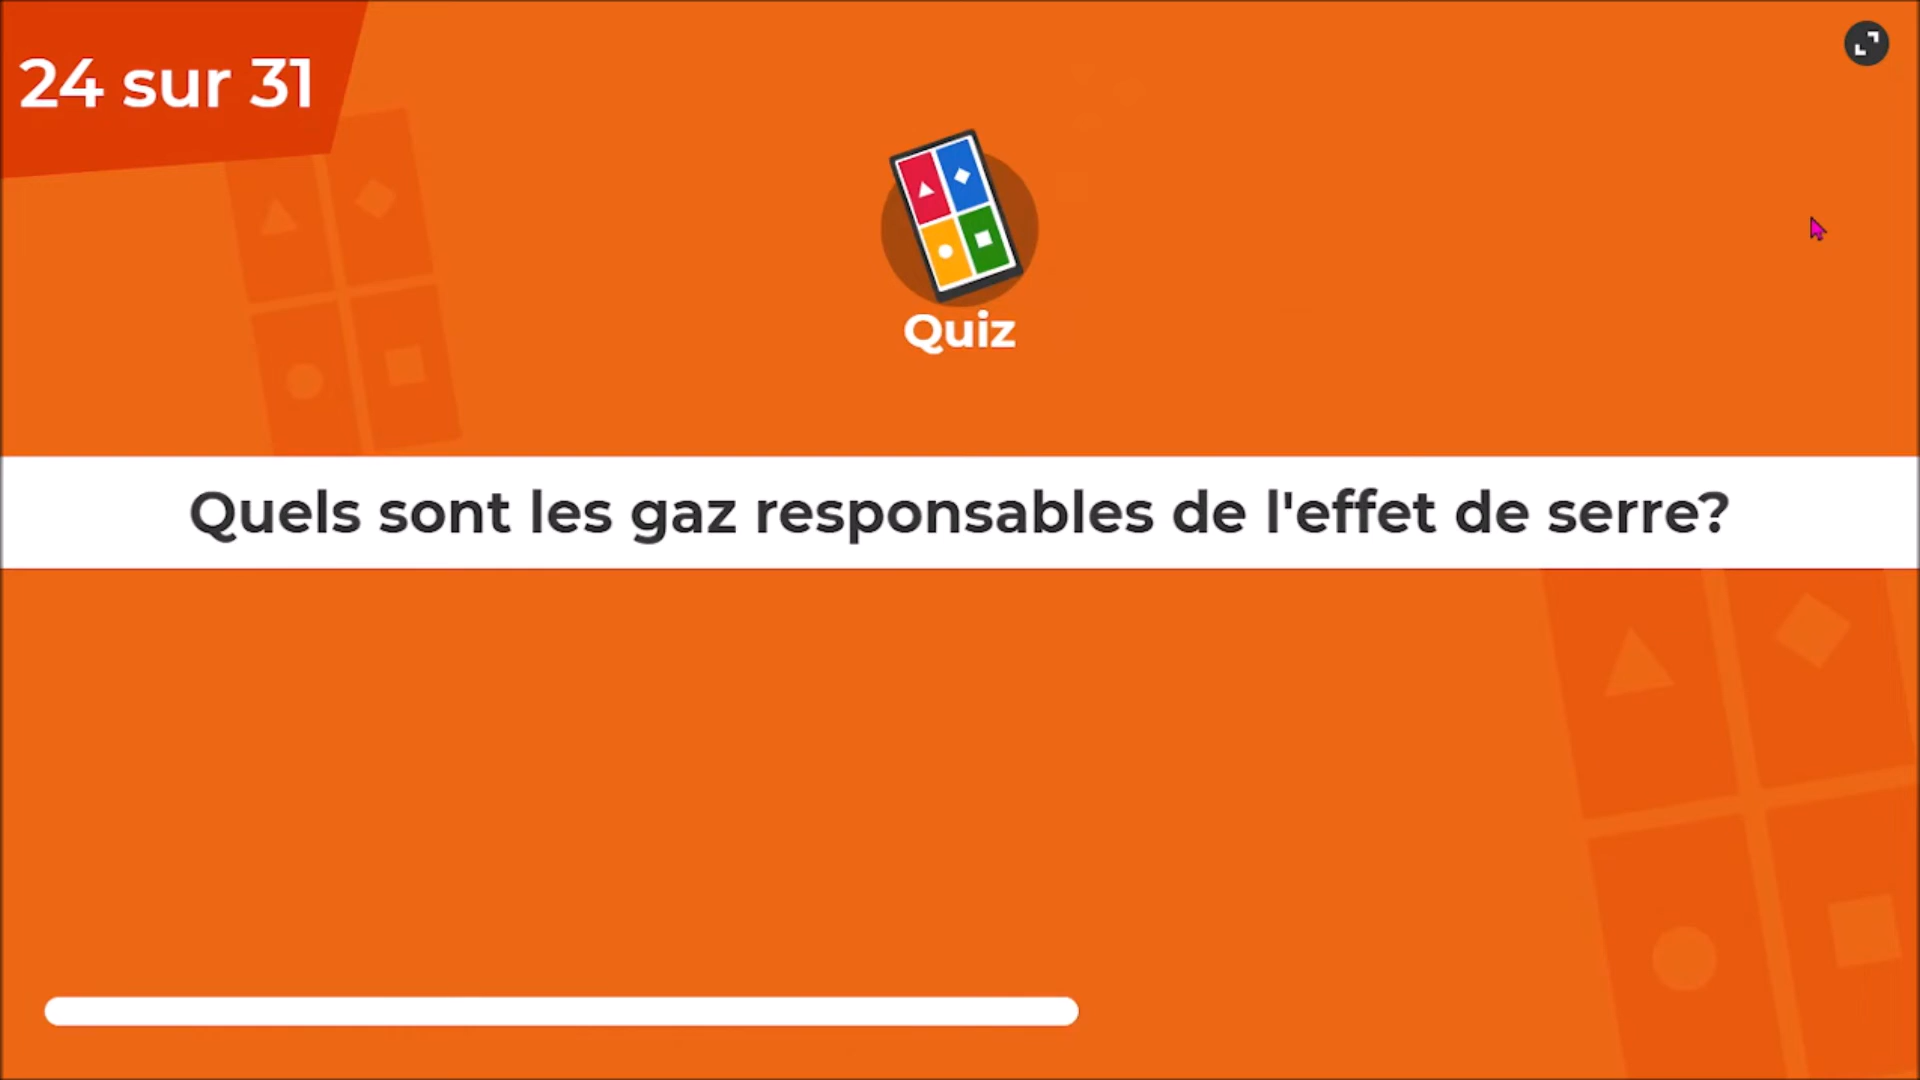 24 sur 31
Quiz
Quels sont les gaz responsables de l'effet de serre?